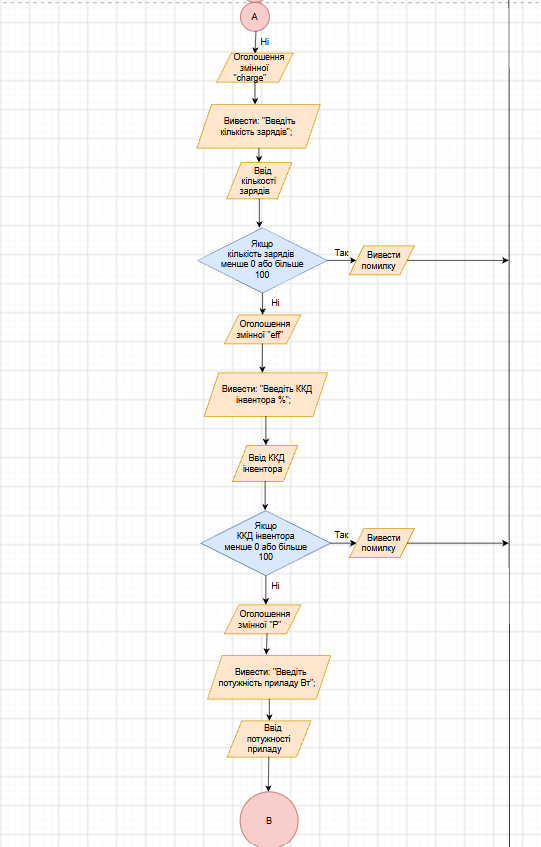 A
Ні
Оголошення
змінної
"charge"
Вивести: "Введіть
кількість зарядів";
Ввід
кількості
зарядів
Якщо
кількість зарядів
менше 0 або більше
100
Так
Вивести
помилку
Ні
Оголошення
змінної "eff"
Вивести: "Введіть ККД
інвентора %";
Ввід ККД
інвентора
Якщо
ККД інвентора
менше 0 або більше
100
Так
Вивести
помилку
Ні
Оголошення
змінної "P"
Вивести: "Введіть
потужність приладу Вт";
Ввід
потужності
приладу
B